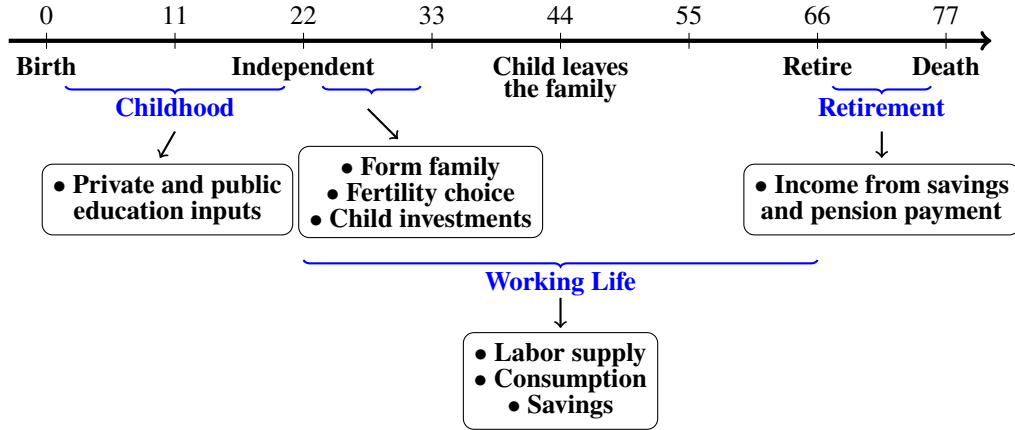 0 11 22 33 44 55 66 77
Birth Independent Child leaves Retire Death
the family
Childhood Retirement
• Private and public
education inputs
• Form family
• Fertility choice
• Child investments
• Income from savings
and pension payment
Working Life
• Labor supply
• Consumption
• Savings